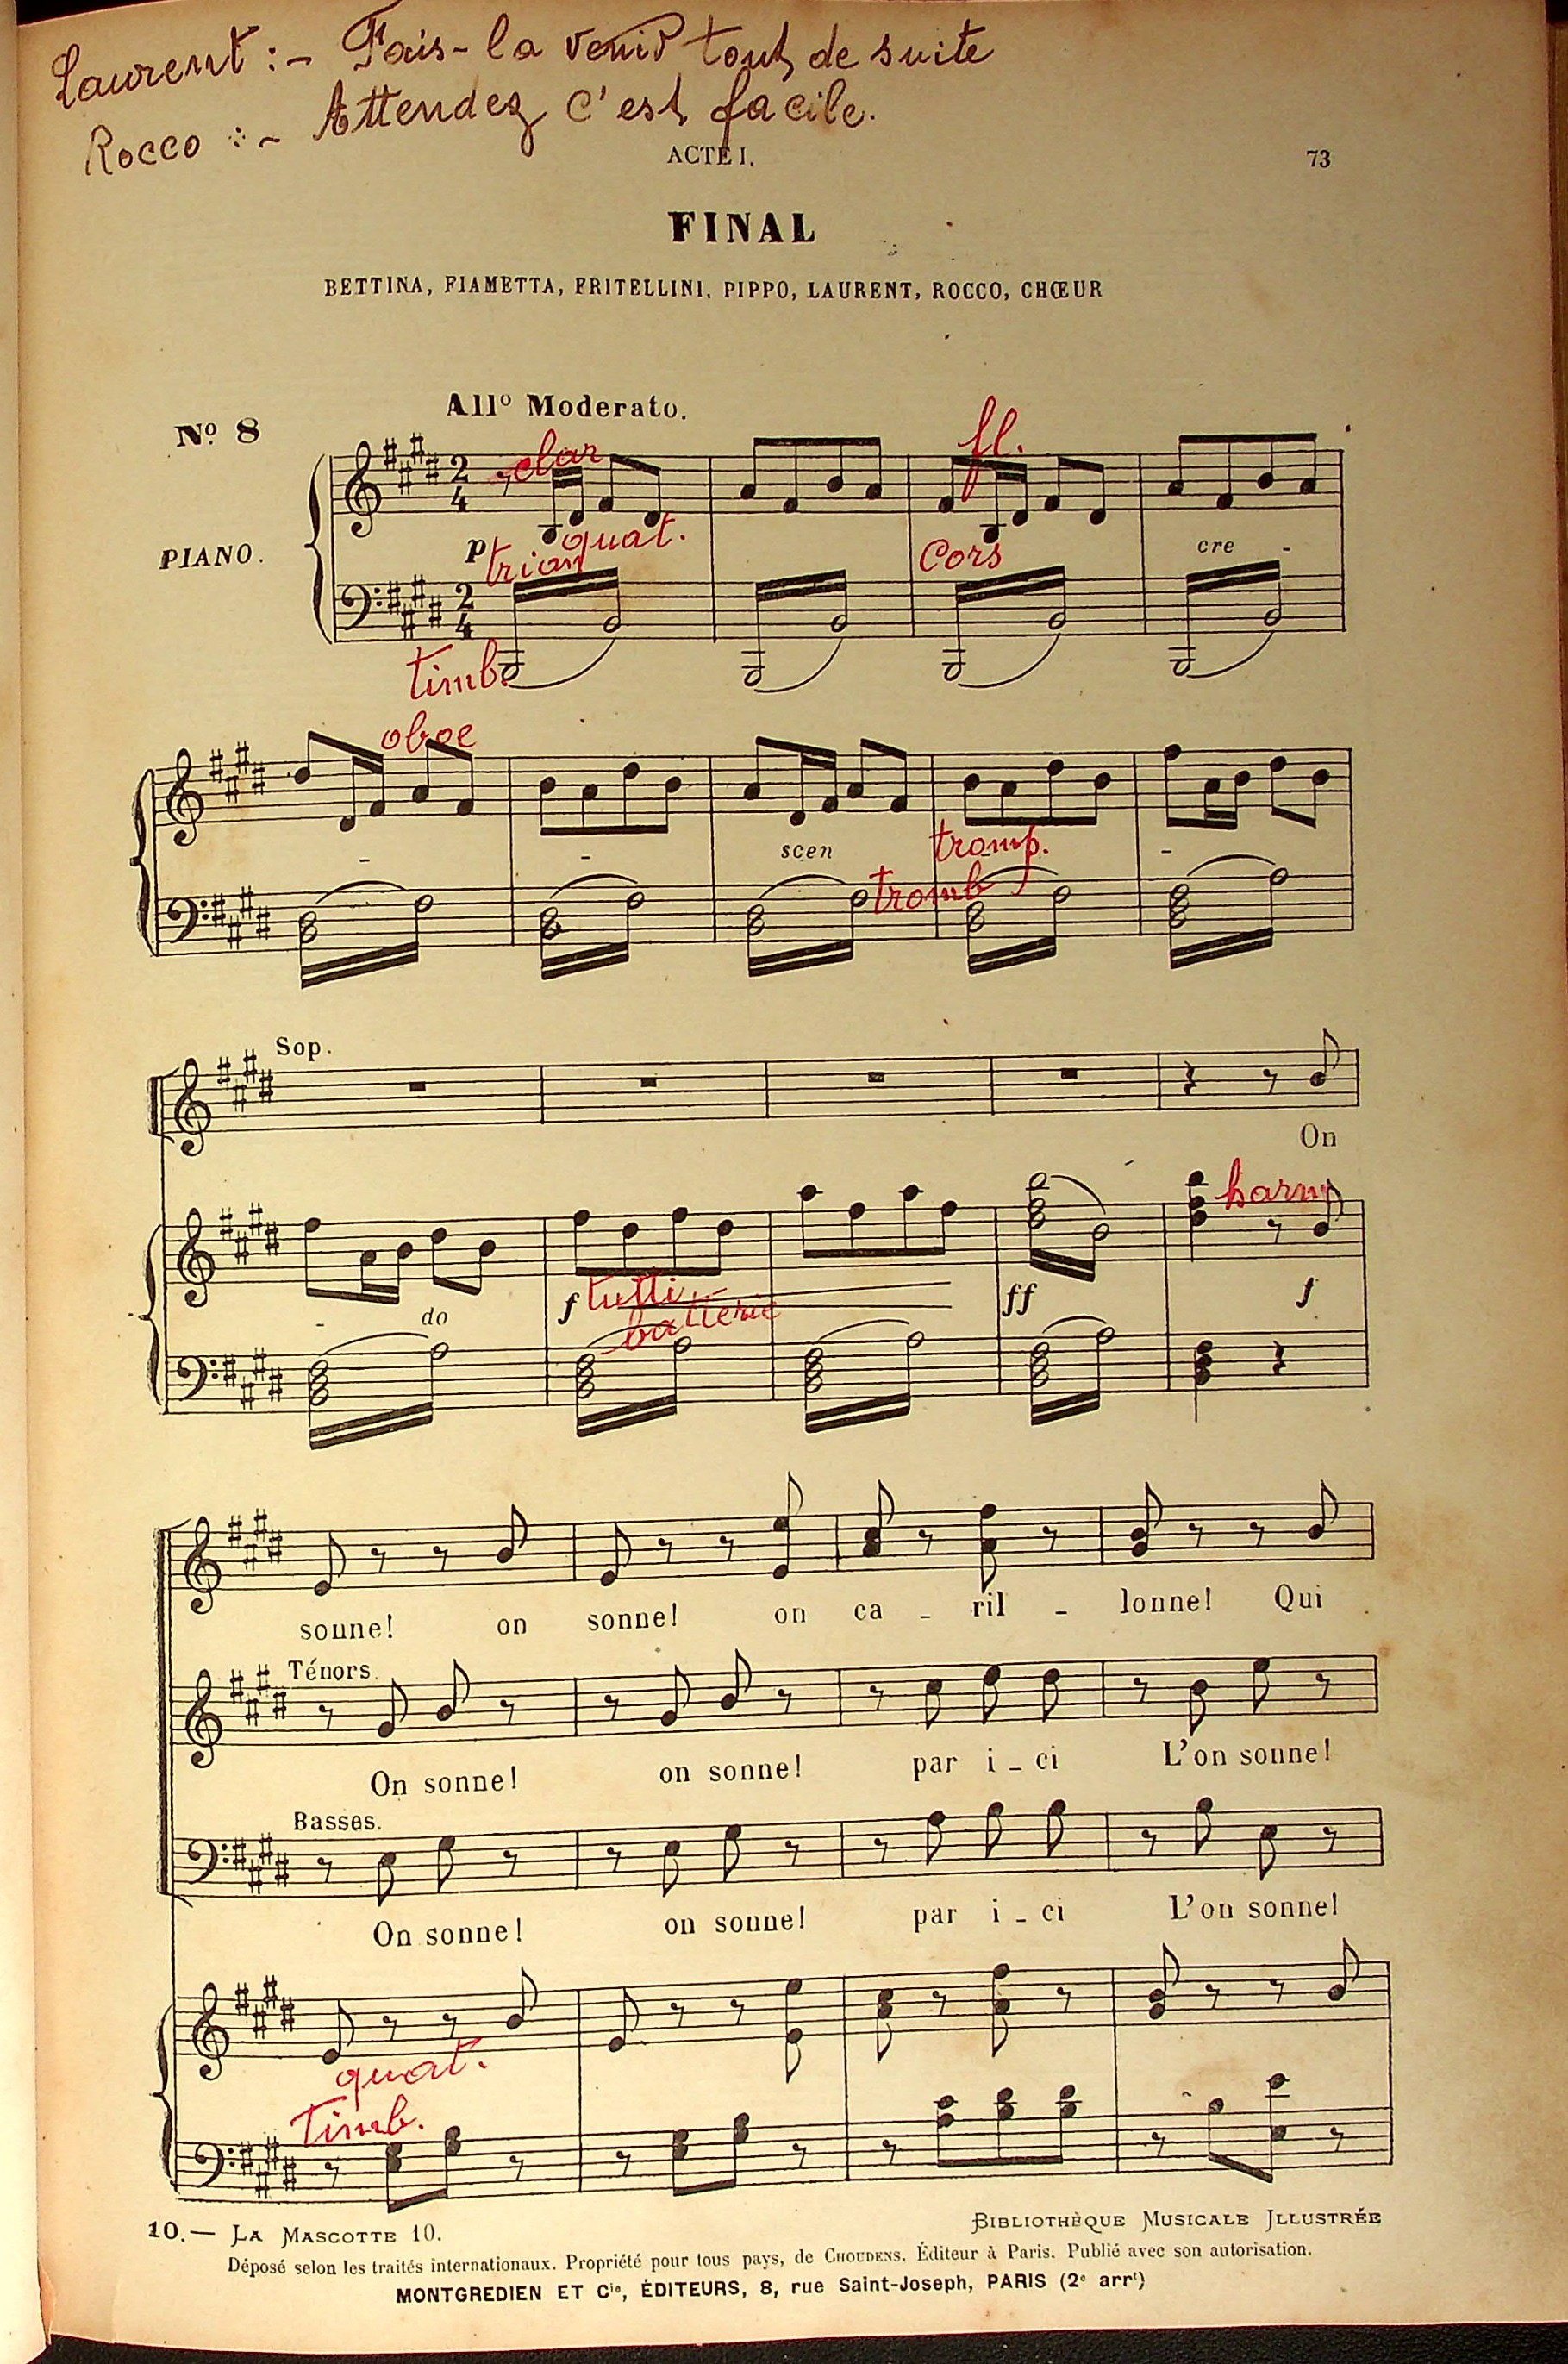 Laurent :- Fais-la venir tout de suite
Rocco :- Attendez c'est facile.
ACTE I.
73
FINAL
BETTINA, FIAMETTA, FRITELLINI, PIPPO, LAURENT, ROCCO, CHŒUR
Nº 8
Allº Moderato.
clar
fl.
PIANO.
p
quat.
trian
Cors
cre -
timb.
oboe
- - scen - -
tromp.
tromb
Sop.
On
harm
- do
f
tutti
batterie
ff
f
sonne! on sonne! on ca - ril - lonne! Qui
Ténors.
On sonne! on sonne! par i - ci L'on sonne!
Basses.
On sonne! on sonne! par i - ci L'on sonne!
quat.
Timb.
10.— LA MASCOTTE 10.
BIBLIOTHÈQUE MUSICALE ILLUSTRÉE
Déposé selon les traités internationaux. Propriété pour tous pays, de CHOUDENS. Éditeur à Paris. Publié avec son autorisation.
MONTGREDIEN ET Cie, ÉDITEURS, 8, rue Saint-Joseph, PARIS (2e arrt)